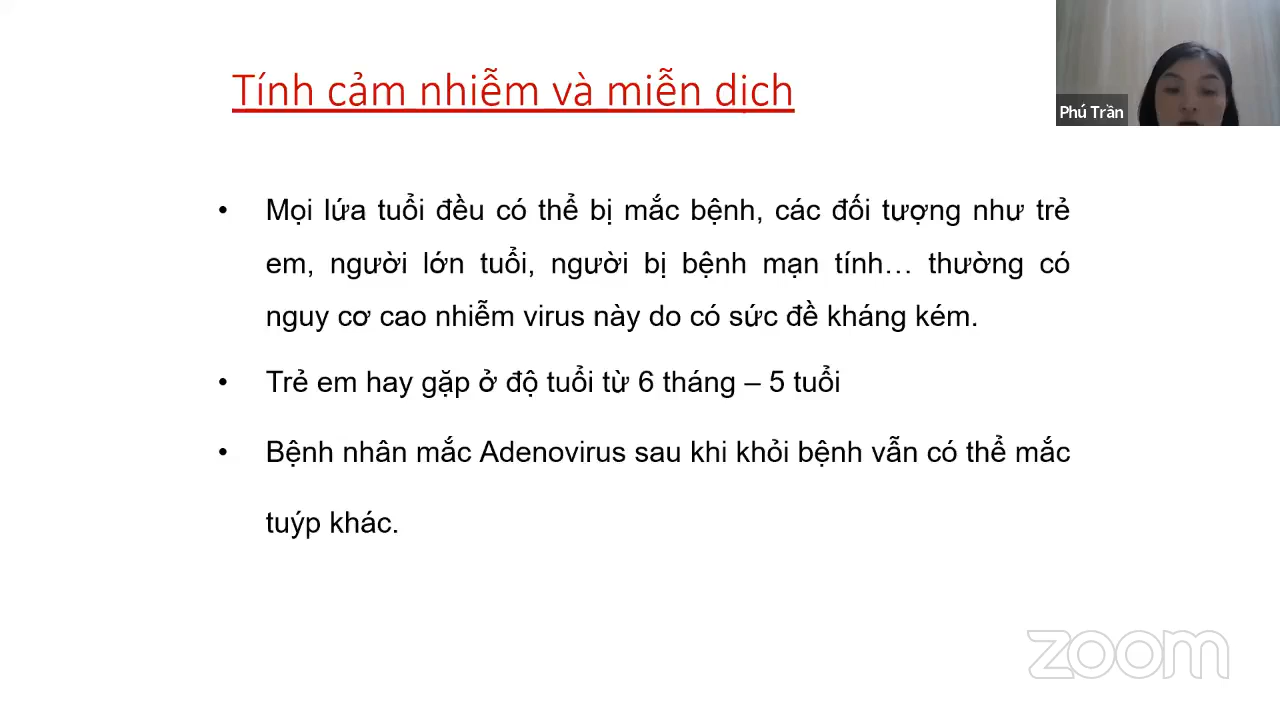 Tính cảm nhiễm và miễn dịch
Phú Trần
• Mọi lứa tuổi đều có thể bị mắc bệnh, các đối tượng như trẻ
em, người lớn tuổi, người bị bệnh mạn tính… thường có
nguy cơ cao nhiễm virus này do có sức đề kháng kém.
• Trẻ em hay gặp ở độ tuổi từ 6 tháng – 5 tuổi
• Bệnh nhân mắc Adenovirus sau khi khỏi bệnh vẫn có thể mắc
tuýp khác.
zoom